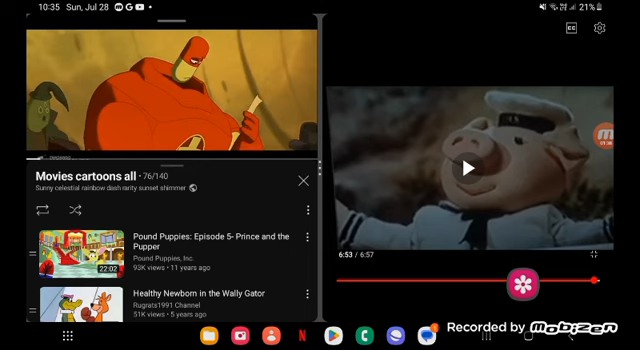 10:35 Sun, Jul 28
21%
CC
Movies cartoons all • 76/140
Sunny celestial rainbow dash rarity sunset shimmer
Pound Puppies: Episode 5- Prince and the
Pupper
Pound Puppies, Inc.
93K views • 11 years ago
22:02
Healthy Newborn in the Wally Gator
Rugrats1991 Channel
51K views • 5 years ago
6:53 / 6:57
Recorded by mobizen